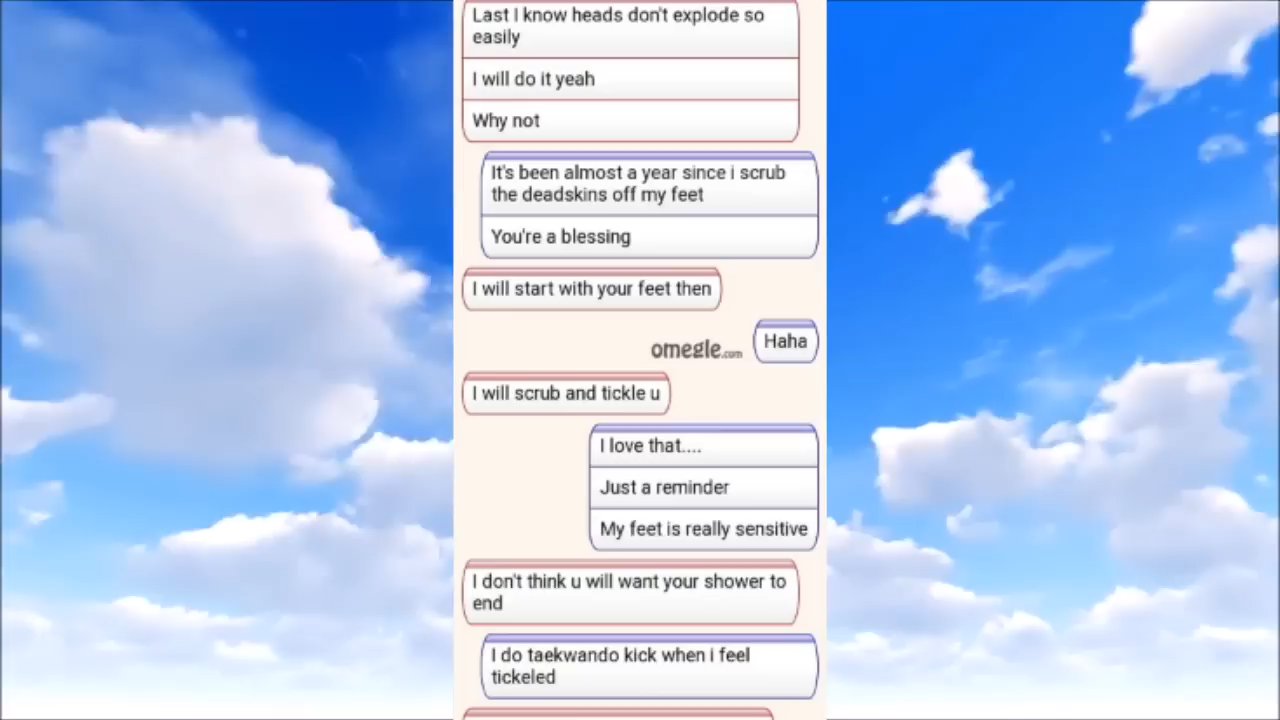 Last I know heads don't explode so
easily
I will do it yeah
Why not
It's been almost a year since i scrub
the deadskins off my feet
You're a blessing
I will start with your feet then
Haha
omegle.com
I will scrub and tickle u
I love that....
Just a reminder
My feet is really sensitive
I don't think u will want your shower to
end
I do taekwando kick when i feel
tickeled